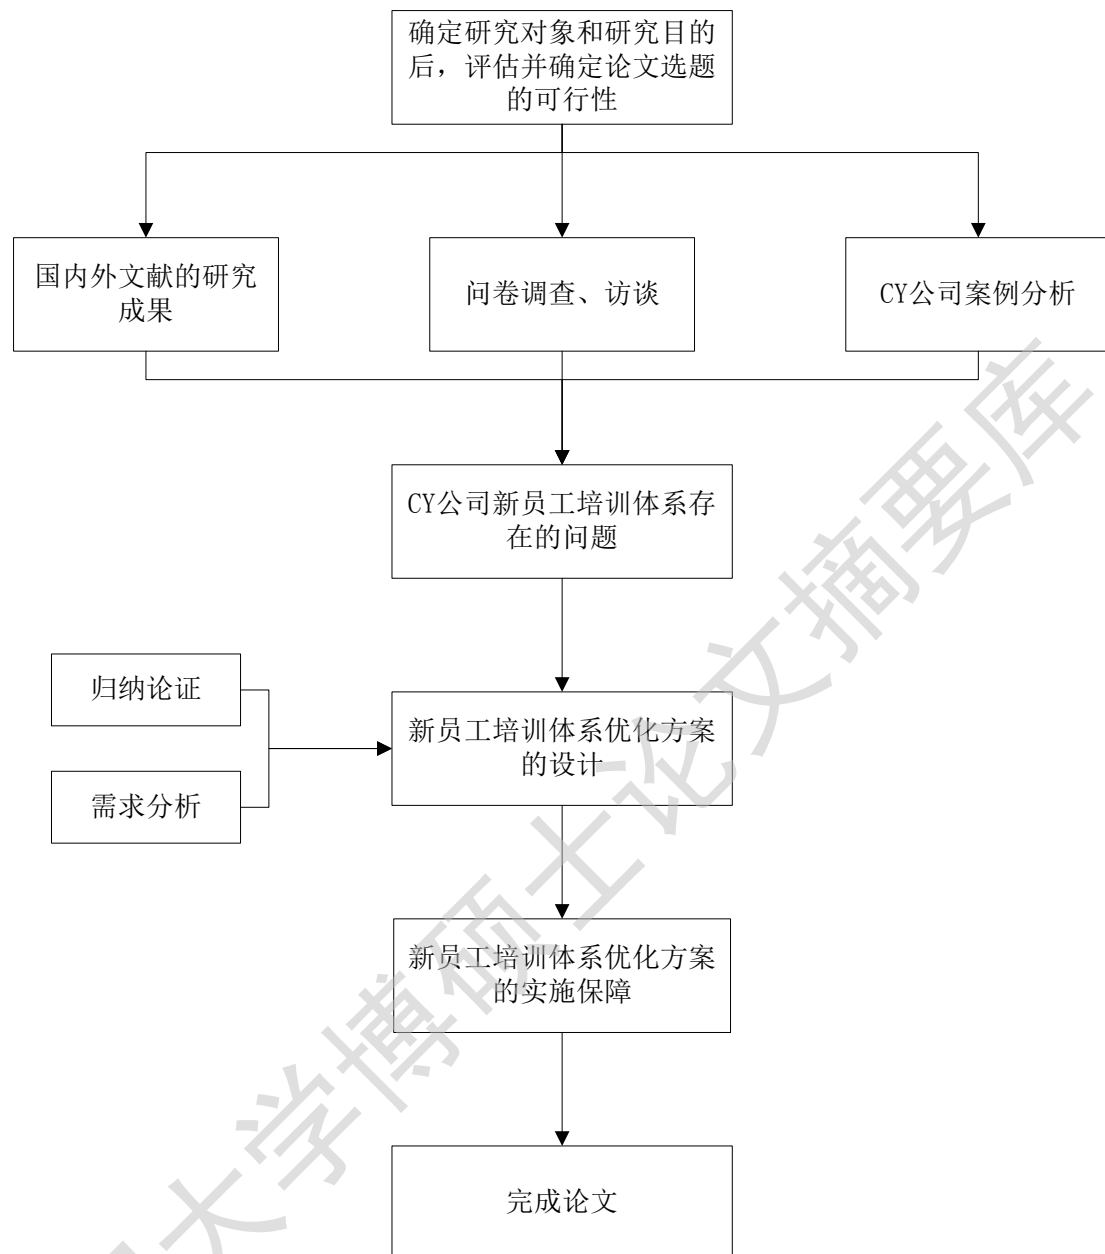 确定研究对象和研究目的
后，评估并确定论文选题
的可行性
国内外文献的研究
成果
问卷调查、访谈
CY公司案例分析
CY公司新员工培训体系存
在的问题
归纳论证
需求分析
新员工培训体系优化方案
的设计
新员工培训体系优化方案
的实施保障
完成论文
大学博硕士论文摘要库